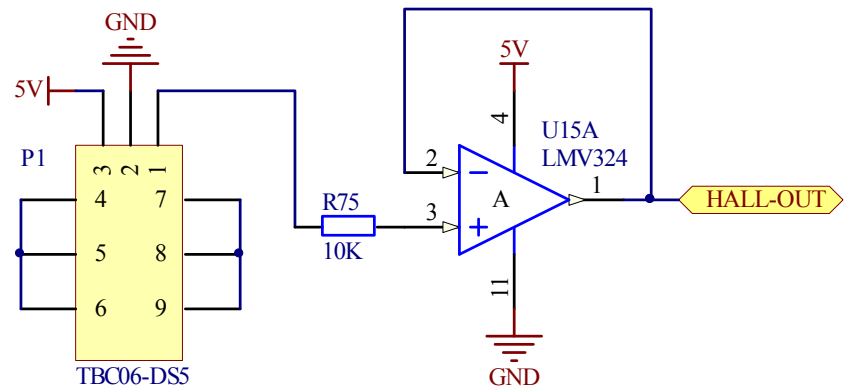 GND
5V
P1
3
2
1
4
7
5
8
6
9
TBC06-DS5
R75
10K
5V
4
U15A
LMV324
2
3
A
1
11
GND
HALL-OUT